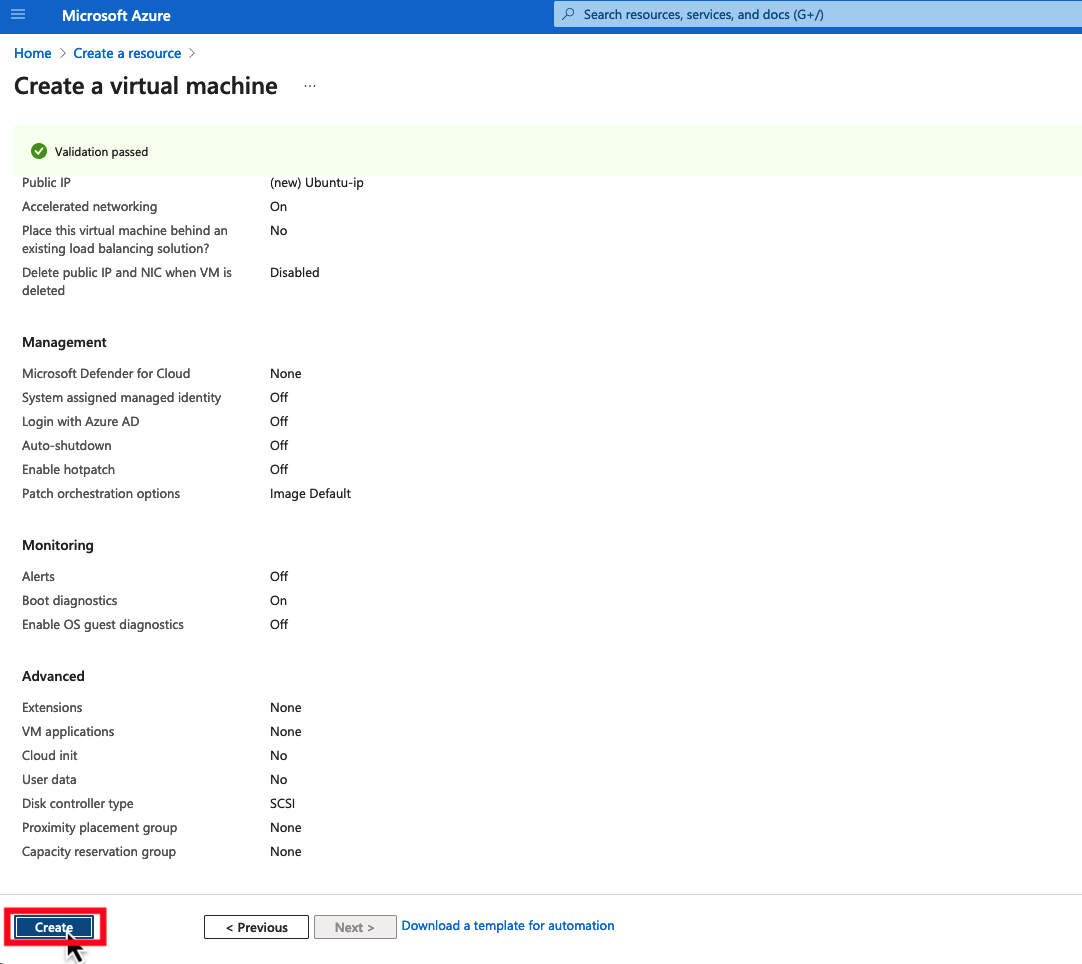 Microsoft Azure
Search resources, services, and docs (G+/)
Home > Create a resource >
Create a virtual machine ...
Validation passed
Public IP (new) Ubuntu-ip
Accelerated networking On
Place this virtual machine behind an No
existing load balancing solution?
Delete public IP and NIC when VM is Disabled
deleted
Management
Microsoft Defender for Cloud None
System assigned managed identity Off
Login with Azure AD Off
Auto-shutdown Off
Enable hotpatch Off
Patch orchestration options Image Default
Monitoring
Alerts Off
Boot diagnostics On
Enable OS guest diagnostics Off
Advanced
Extensions None
VM applications None
Cloud init No
User data No
Disk controller type SCSI
Proximity placement group None
Capacity reservation group None
Create < Previous Next > Download a template for automation